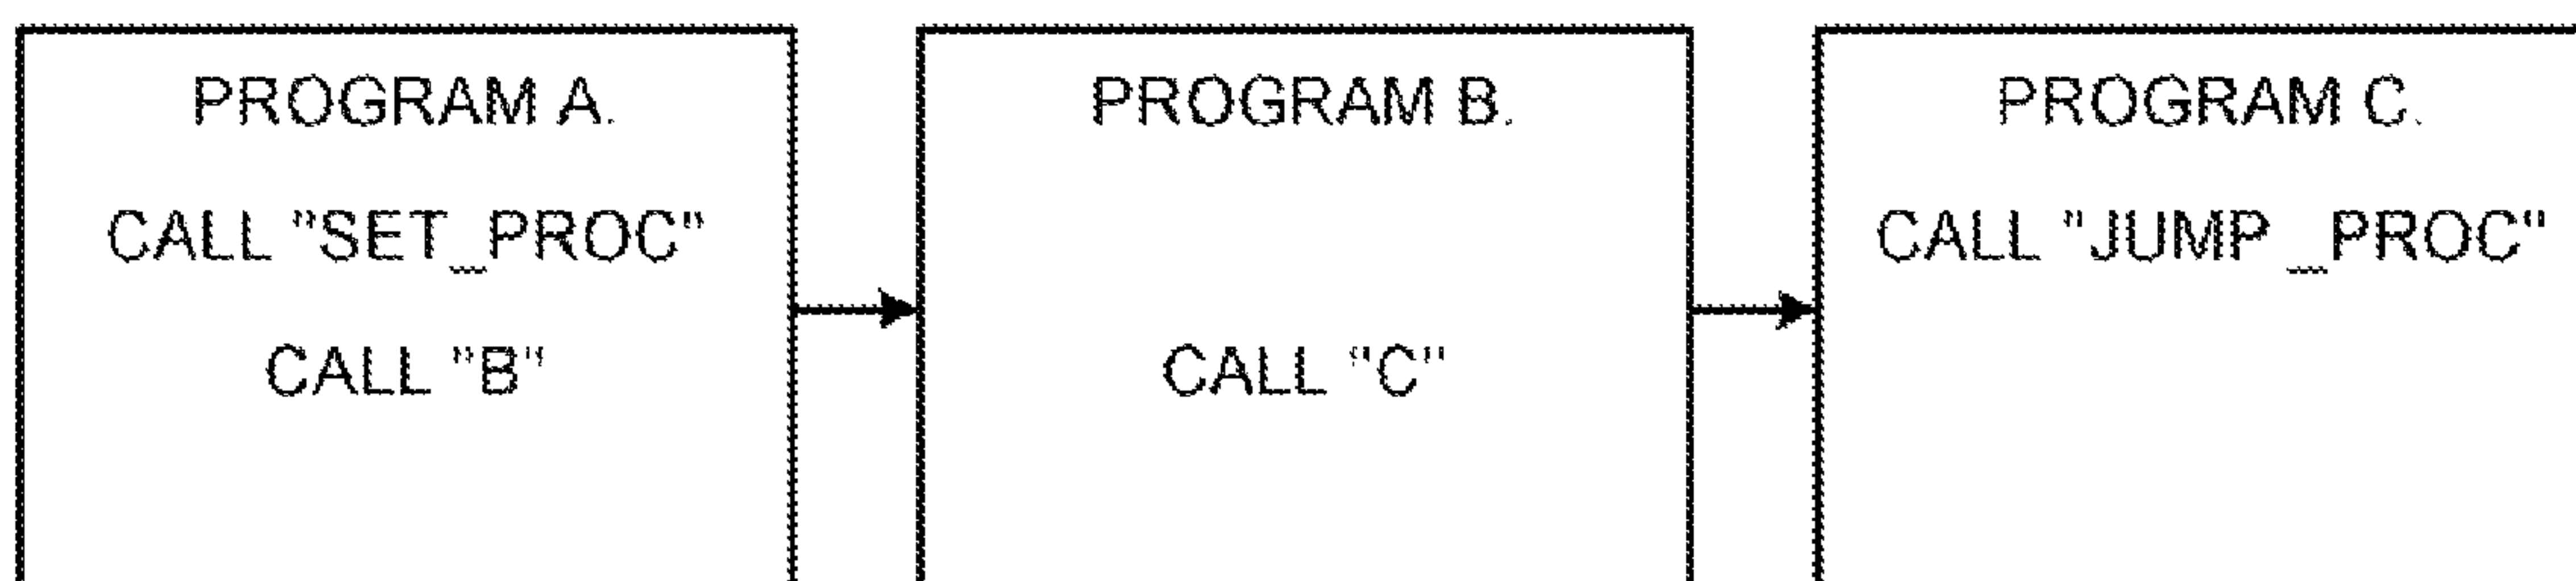 PROGRAM A.
CALL "SET_PROC"
CALL "B"
PROGRAM B.
CALL "C"
PROGRAM C.
CALL "JUMP _PROC"